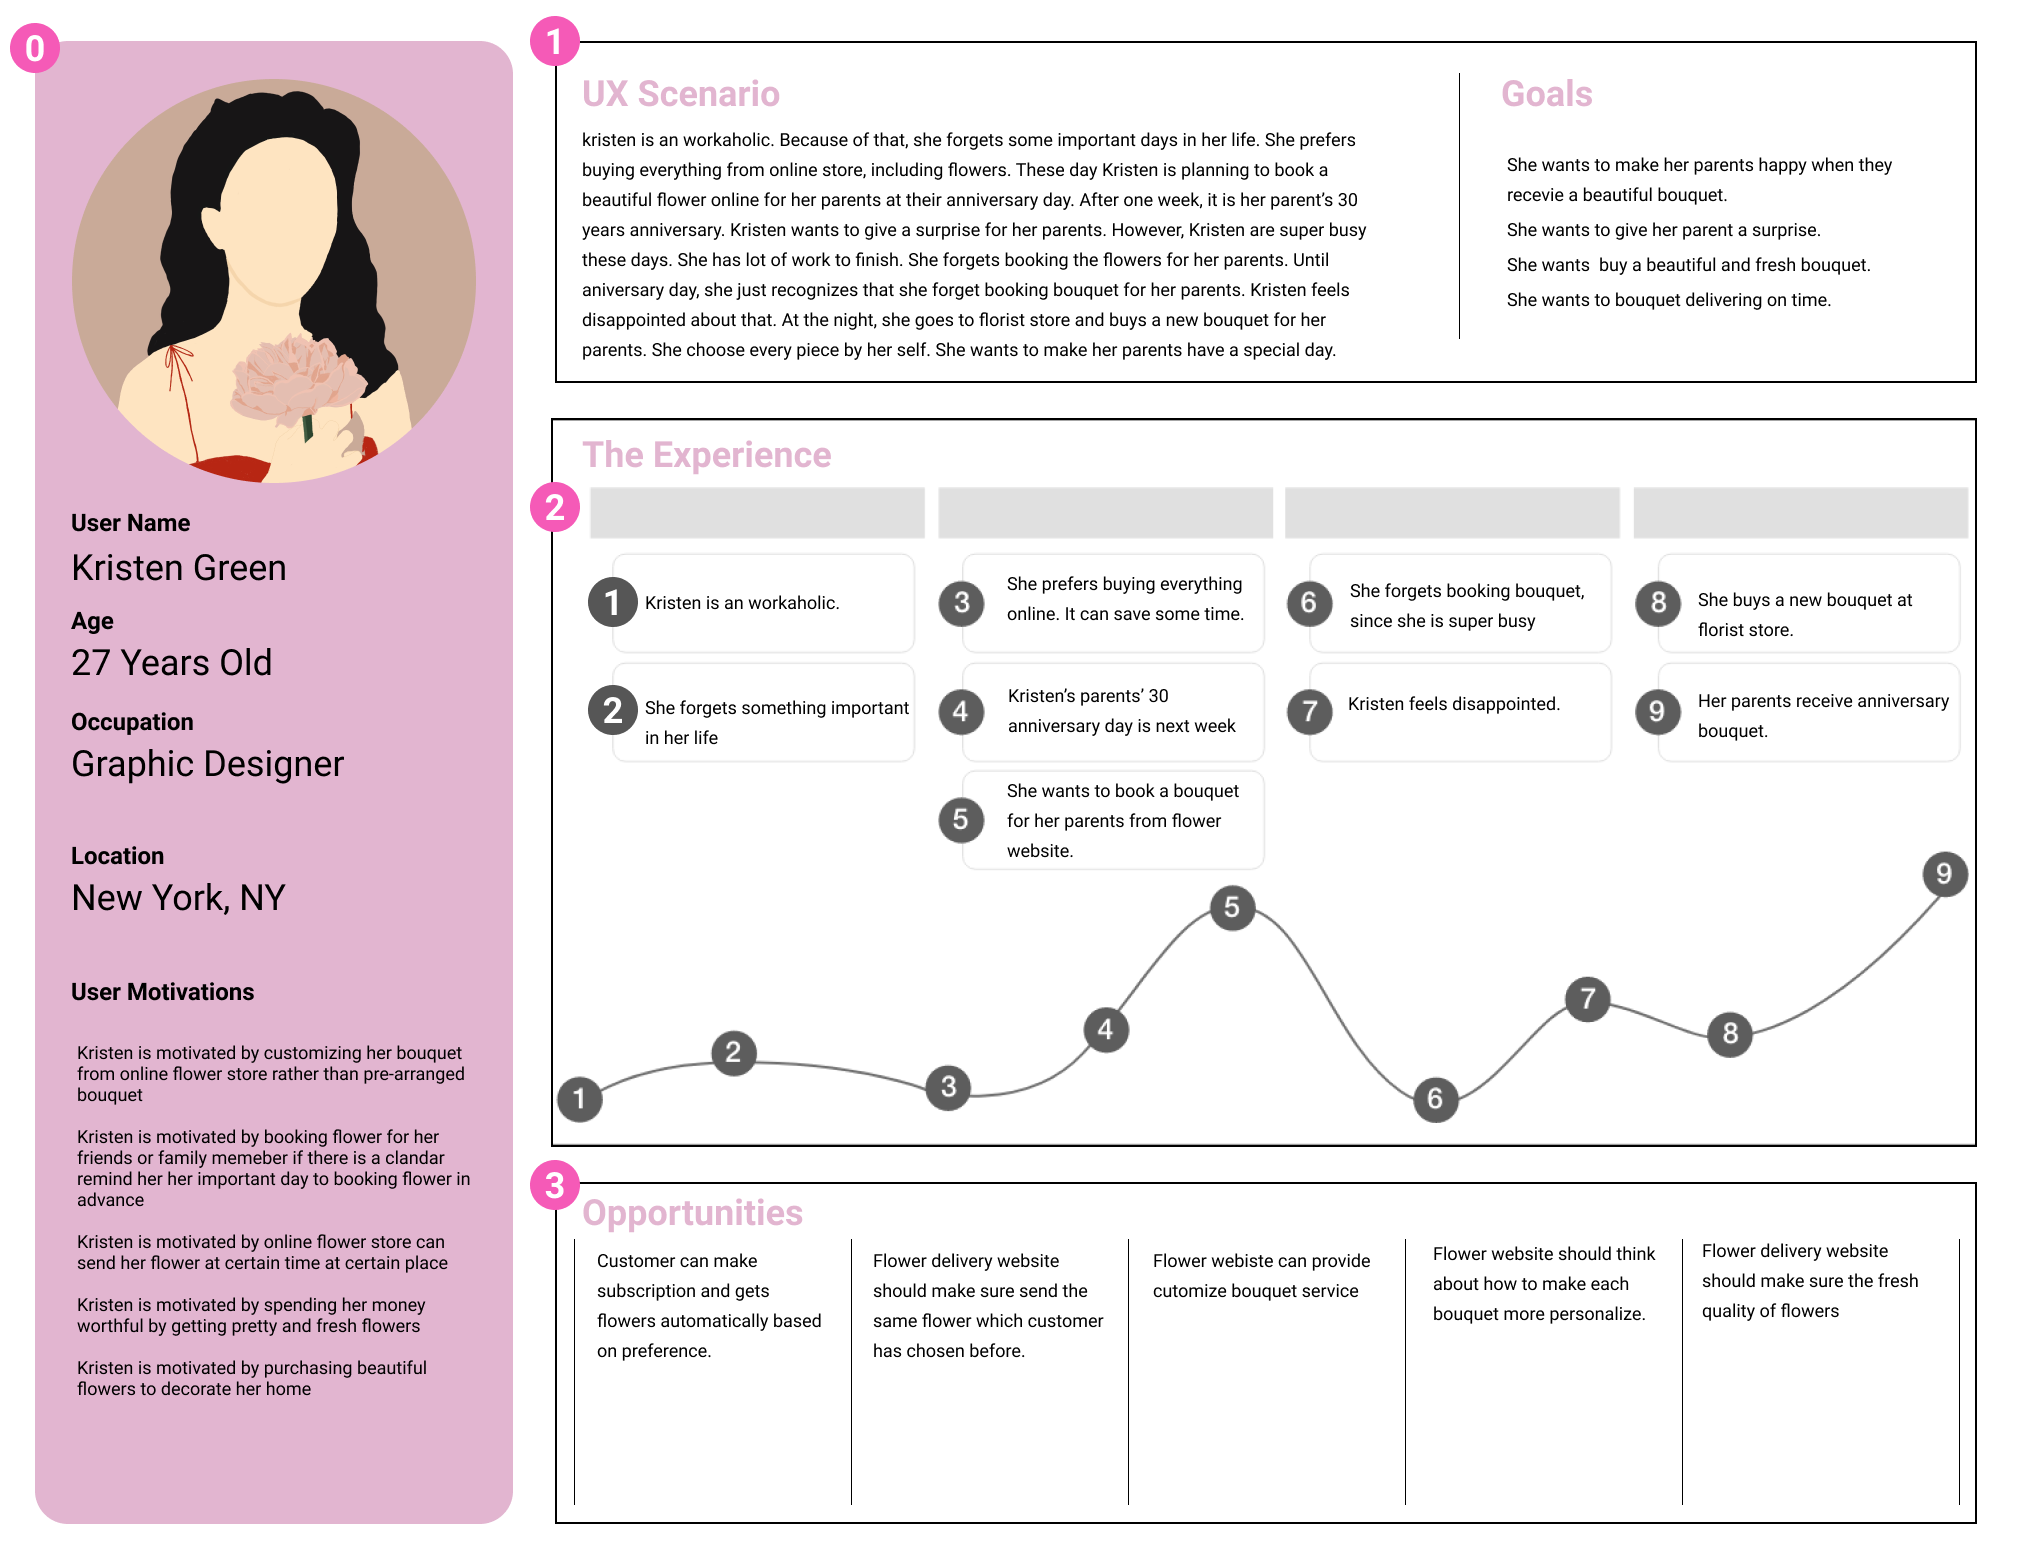 0
User Name
Kristen Green
Age
27 Years Old
Occupation
Graphic Designer
Location
New York, NY
User Motivations
Kristen is motivated by customizing her bouquet
from online flower store rather than pre-arranged
bouquet
Kristen is motivated by booking flower for her
friends or family memeber if there is a clandar
remind her her important day to booking flower in
advance
Kristen is motivated by online flower store can
send her flower at certain time at certain place
Kristen is motivated by spending her money
worthful by getting pretty and fresh flowers
Kristen is motivated by purchasing beautiful
flowers to decorate her home
1
UX Scenario
kristen is an workaholic. Because of that, she forgets some important days in her life. She prefers
buying everything from online store, including flowers. These day Kristen is planning to book a
beautiful flower online for her parents at their anniversary day. After one week, it is her parent's 30
years anniversary. Kristen wants to give a surprise for her parents. However, Kristen are super busy
these days. She has lot of work to finish. She forgets booking the flowers for her parents. Until
aniversary day, she just recognizes that she forget booking bouquet for her parents. Kristen feels
disappointed about that. At the night, she goes to florist store and buys a new bouquet for her
parents. She choose every piece by her self. She wants to make her parents have a special day.
Goals
She wants to make her parents happy when they
recevie a beautiful bouquet.
She wants to give her parent a surprise.
She wants  buy a beautiful and fresh bouquet.
She wants to bouquet delivering on time.
2
The Experience
1
Kristen is an workaholic.
2
She forgets something important
in her life
3
She prefers buying everything
online. It can save some time.
4
Kristen's parents' 30
anniversary day is next week
5
She wants to book a bouquet
for her parents from flower
website.
6
She forgets booking bouquet,
since she is super busy
7
Kristen feels disappointed.
8
She buys a new bouquet at
florist store.
9
Her parents receive anniversary
bouquet.
1
2
3
4
5
6
7
8
9
3
Opportunities
Customer can make
subscription and gets
flowers automatically based
on preference.
Flower delivery website
should make sure send the
same flower which customer
has chosen before.
Flower webiste can provide
cutomize bouquet service
Flower website should think
about how to make each
bouquet more personalize.
Flower delivery website
should make sure the fresh
quality of flowers